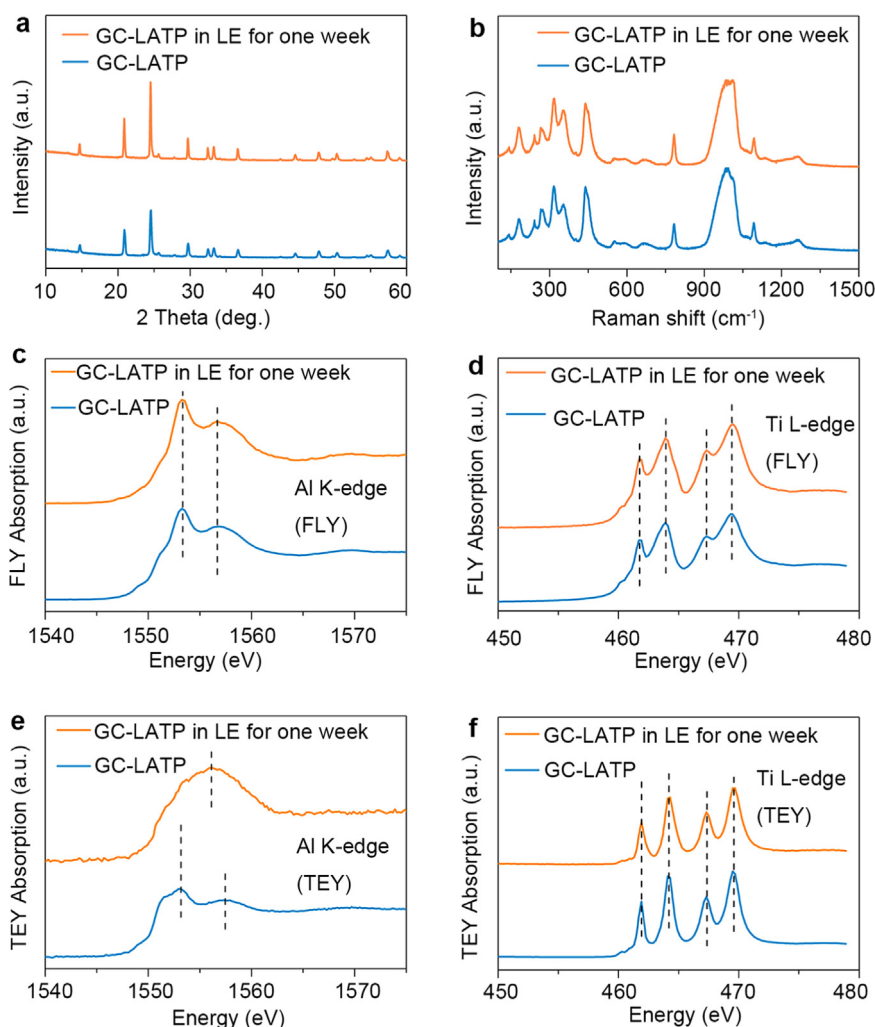 a
GC-LATP in LE for one week
GC-LATP
Intensity (a.u.)
10 20 30 40 50 60
2 Theta (deg.)
b
GC-LATP in LE for one week
GC-LATP
Intensity (a.u.)
300 600 900 1200 1500
Raman shift (cm⁻¹)
c
GC-LATP in LE for one week
GC-LATP
Al K-edge
(FLY)
FLY Absorption (a.u.)
1540 1550 1560 1570
Energy (eV)
d
GC-LATP in LE for one week
GC-LATP
Ti L-edge
(FLY)
FLY Absorption (a.u.)
450 460 470 480
Energy (eV)
e
GC-LATP in LE for one week
GC-LATP
Al K-edge
(TEY)
TEY Absorption (a.u.)
1540 1550 1560 1570
Energy (eV)
f
GC-LATP in LE for one week
GC-LATP
Ti L-edge
(TEY)
TEY Absorption (a.u.)
450 460 470 480
Energy (eV)